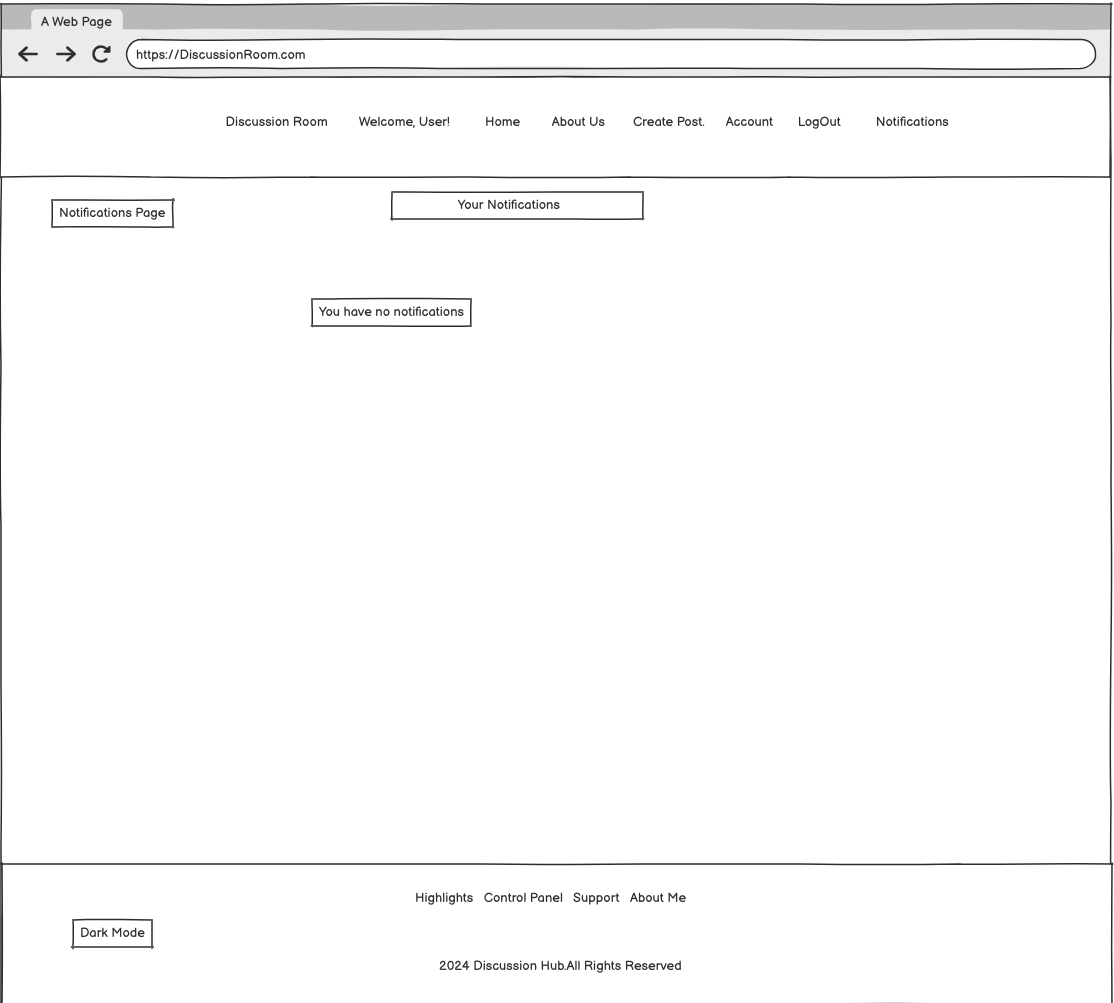 A Web Page
https://DiscussionRoom.com
Discussion Room Welcome, User! Home About Us Create Post. Account LogOut Notifications
Your Notifications
Notifications Page
You have no notifications
Highlights Control Panel Support About Me
Dark Mode
2024 Discussion Hub.All Rights Reserved